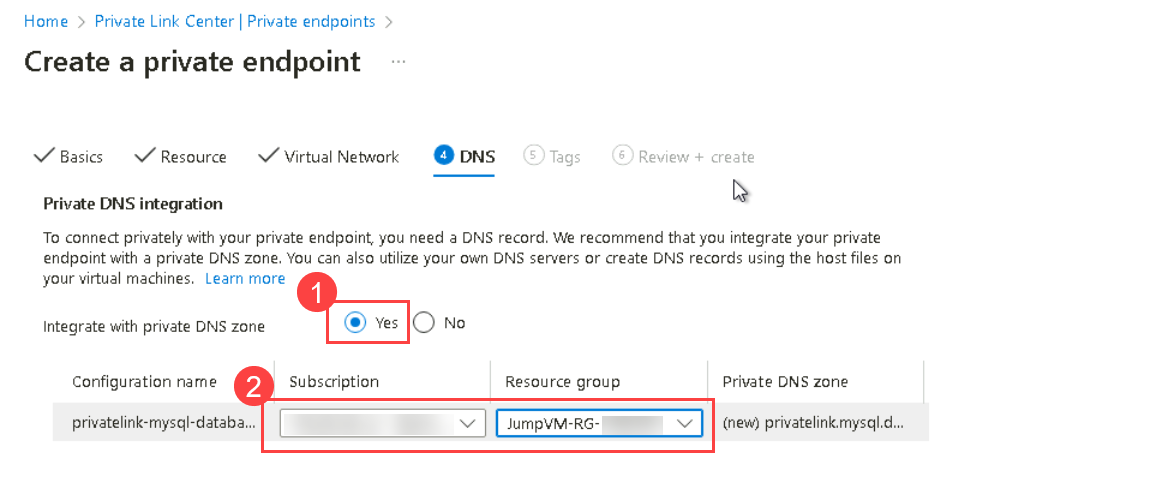 Home > Private Link Center | Private endpoints >
Create a private endpoint ...
Basics Resource Virtual Network 4 DNS 5 Tags 6 Review + create
Private DNS integration
To connect privately with your private endpoint, you need a DNS record. We recommend that you integrate your private
endpoint with a private DNS zone. You can also utilize your own DNS servers or create DNS records using the host files on
your virtual machines. Learn more
1
Integrate with private DNS zone Yes No
Configuration name 2 Subscription Resource group Private DNS zone
privatelink-mysql-databa... JumpVM-RG- (new) privatelink.mysql.d...